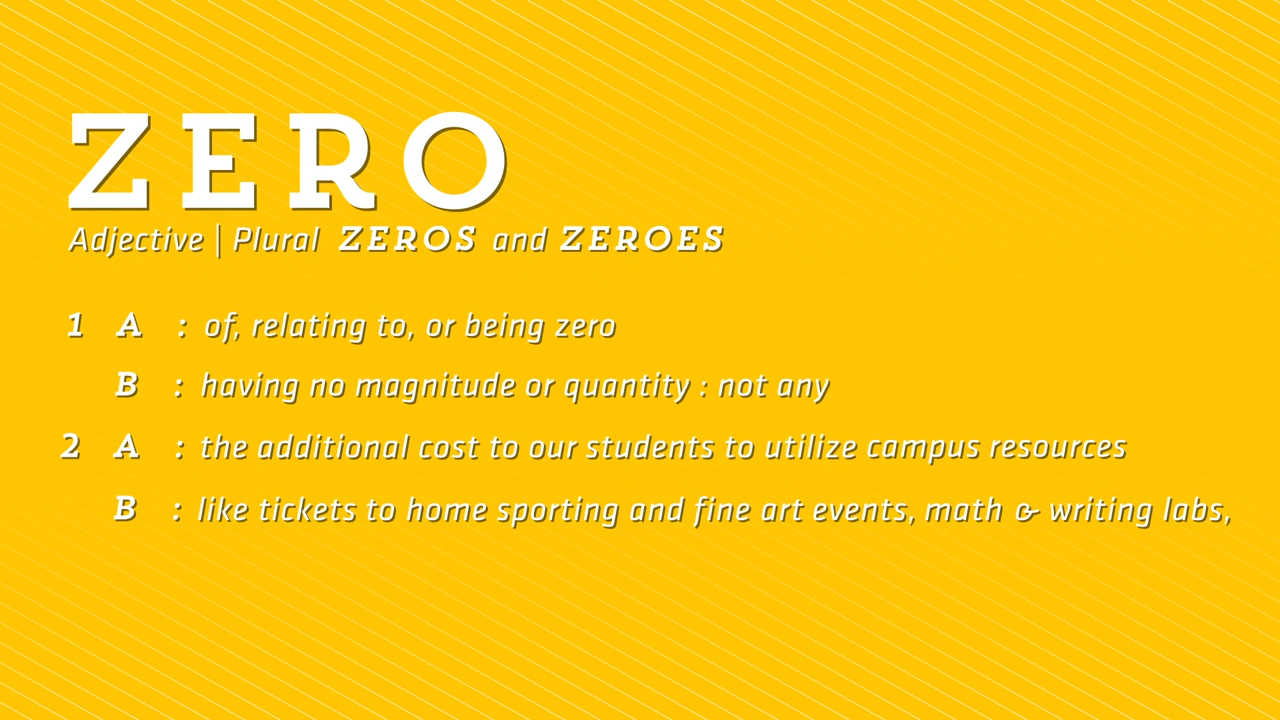 ZERO
Adjective | Plural ZEROS and ZEROES
1 A : of, relating to, or being zero
B : having no magnitude or quantity : not any
2 A : the additional cost to our students to utilize campus resources
B : like tickets to home sporting and fine art events, math & writing labs,